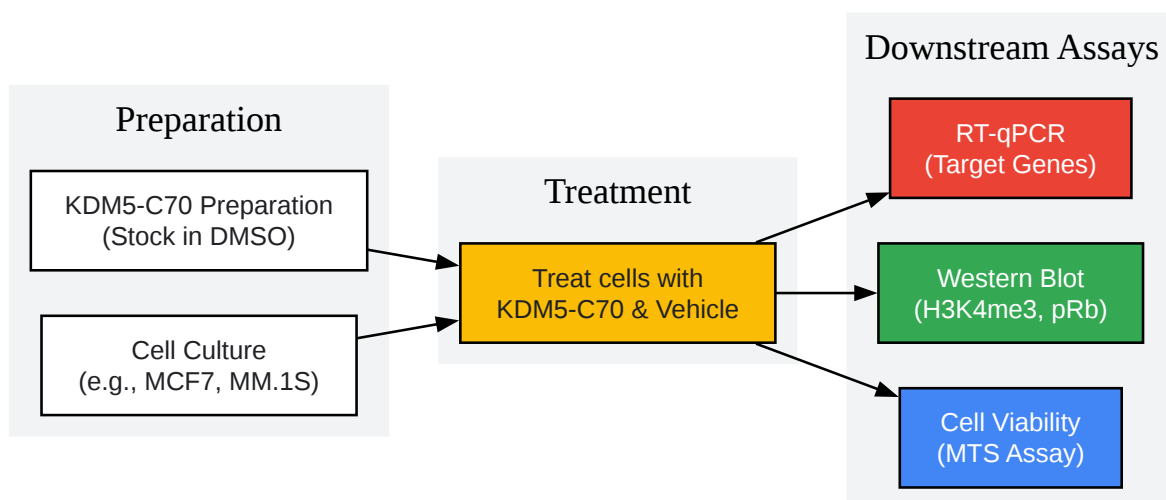 Preparation
KDM5-C70 Preparation
(Stock in DMSO)
Cell Culture
(e.g., MCF7, MM.1S)
Treatment
Treat cells with
KDM5-C70 & Vehicle
Downstream Assays
RT-qPCR
(Target Genes)
Western Blot
(H3K4me3, pRb)
Cell Viability
(MTS Assay)